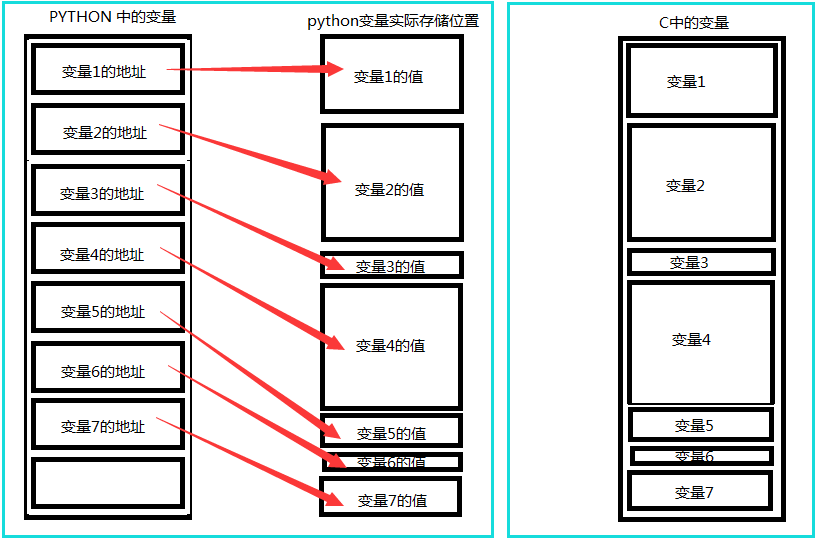 PYTHON 中的变量
变量1的地址
变量2的地址
变量3的地址
变量4的地址
变量5的地址
变量6的地址
变量7的地址
python变量实际存储位置
变量1的值
变量2的值
变量3的值
变量4的值
变量5的值
变量6的值
变量7的值
C中的变量
变量1
变量2
变量3
变量4
变量5
变量6
变量7